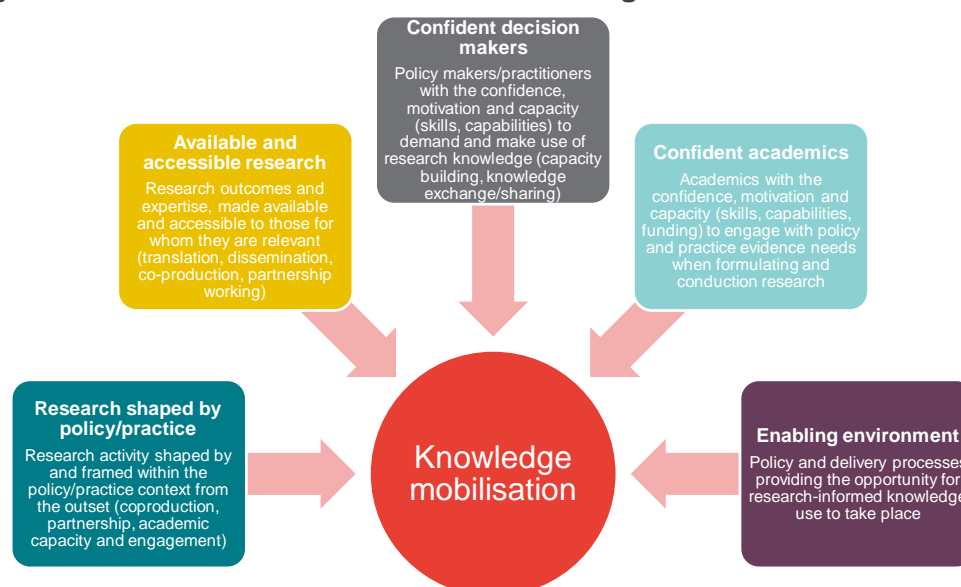 Confident decision
makers
Policy makers/practitioners
with the confidence,
motivation and capacity
(skills, capabilities) to
demand and make use of
research knowledge (capacity
building, knowledge
exchange/sharing)
Available and
accessible research
Research outcomes and
expertise, made available
and accessible to those for
whom they are relevant
(translation, dissemination,
co-production, partnership
working)
Confident academics
Academics with the
confidence, motivation and
capacity (skills, capabilities,
funding) to engage with policy
and practice evidence needs
when formulating and
conduction research
Research shaped by
policy/practice
Research activity shaped by
and framed within the
policy/practice context from
the outset (coproduction,
partnership, academic
capacity and engagement)
Knowledge
mobilisation
Enabling environment
Policy and delivery processes
providing the opportunity for
research-informed knowledge
use to take place